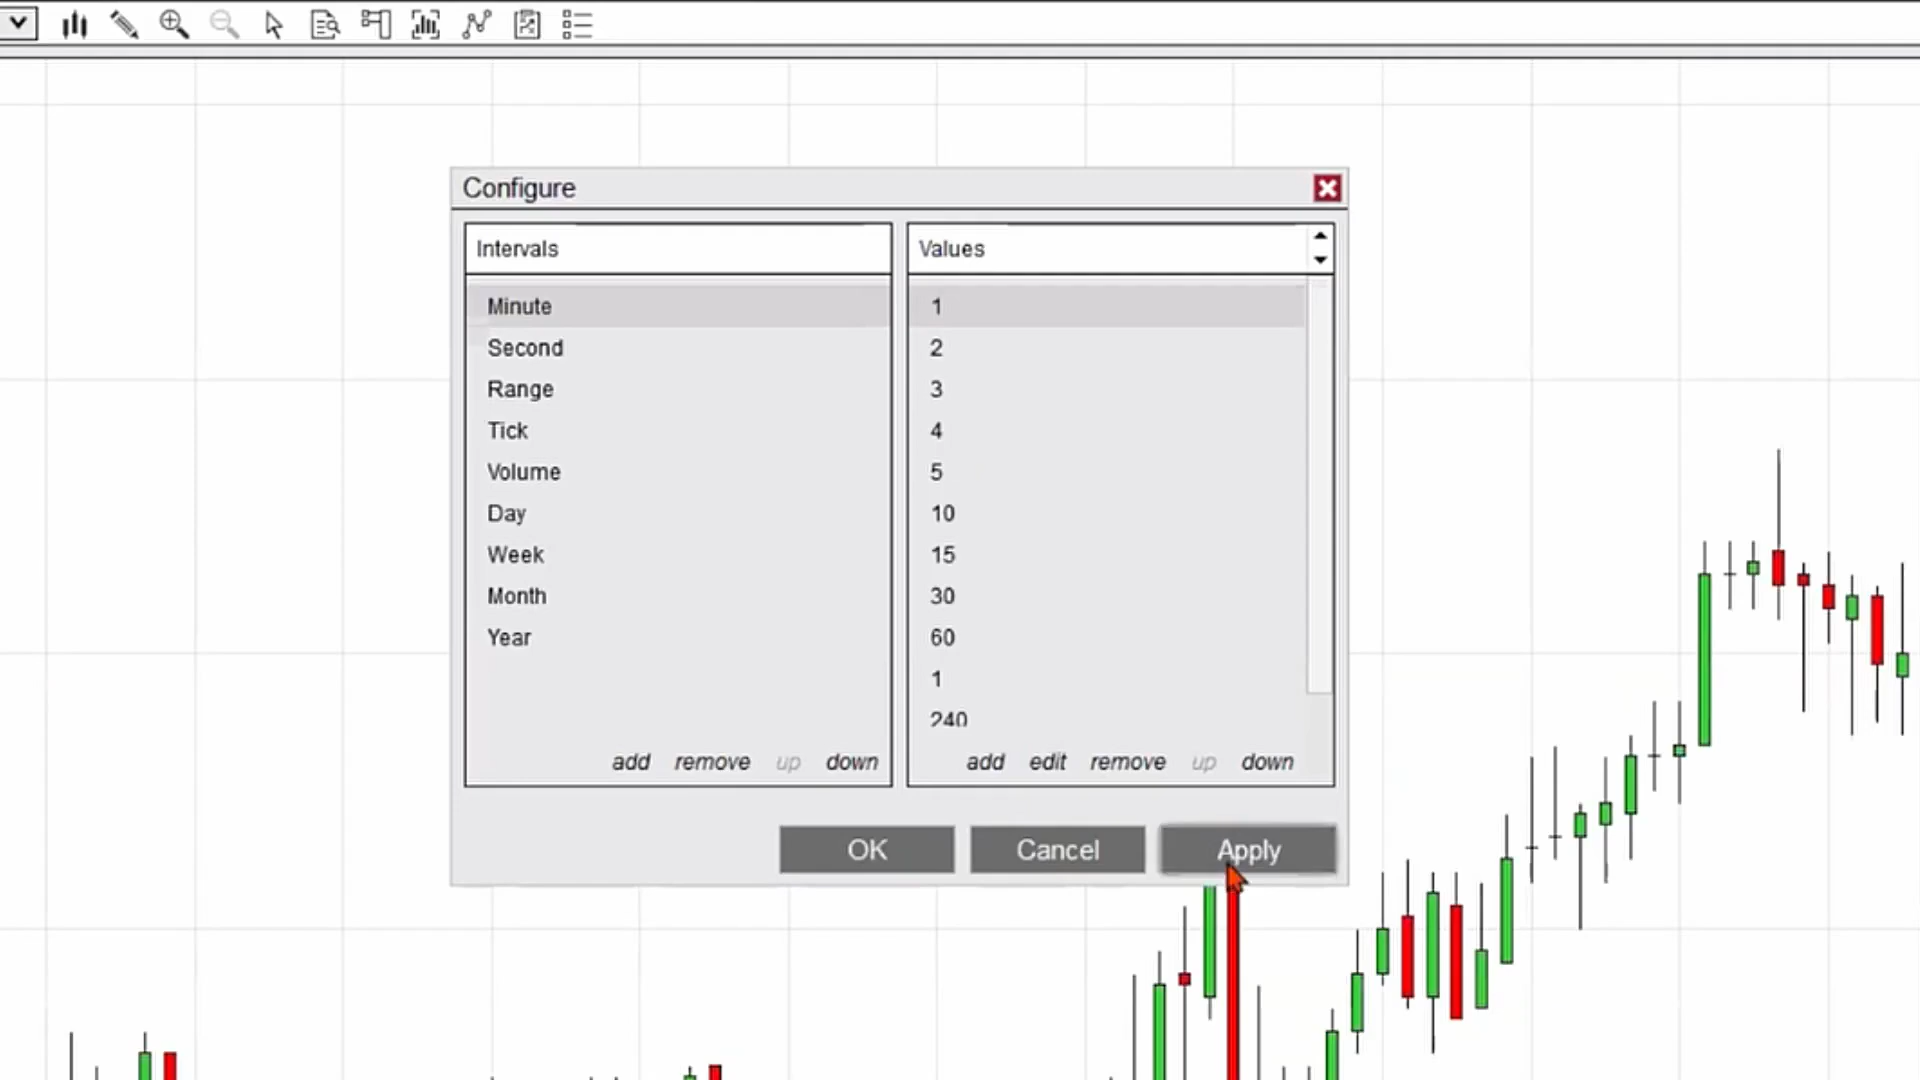 Configure
Intervals
Values
Minute
Second
Range
Tick
Volume
Day
Week
Month
Year
add remove up down
1
2
3
4
5
10
15
30
60
1
240
add edit remove up down
OK
Cancel
Apply